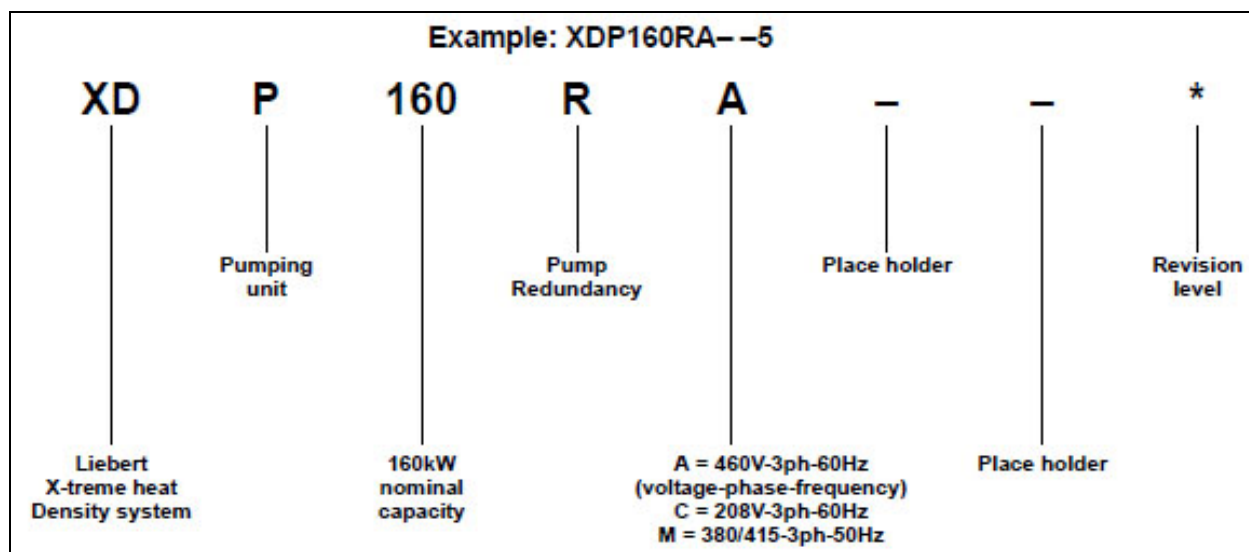 Example: XDP160RA– –5
XD P 160 R A – – *
Pumping
unit
Pump
Redundancy
Place holder
Revision
level
Liebert
X-treme heat
Density system
160kW
nominal
capacity
A = 460V-3ph-60Hz
(voltage-phase-frequency)
C = 208V-3ph-60Hz
M = 380/415-3ph-50Hz
Place holder